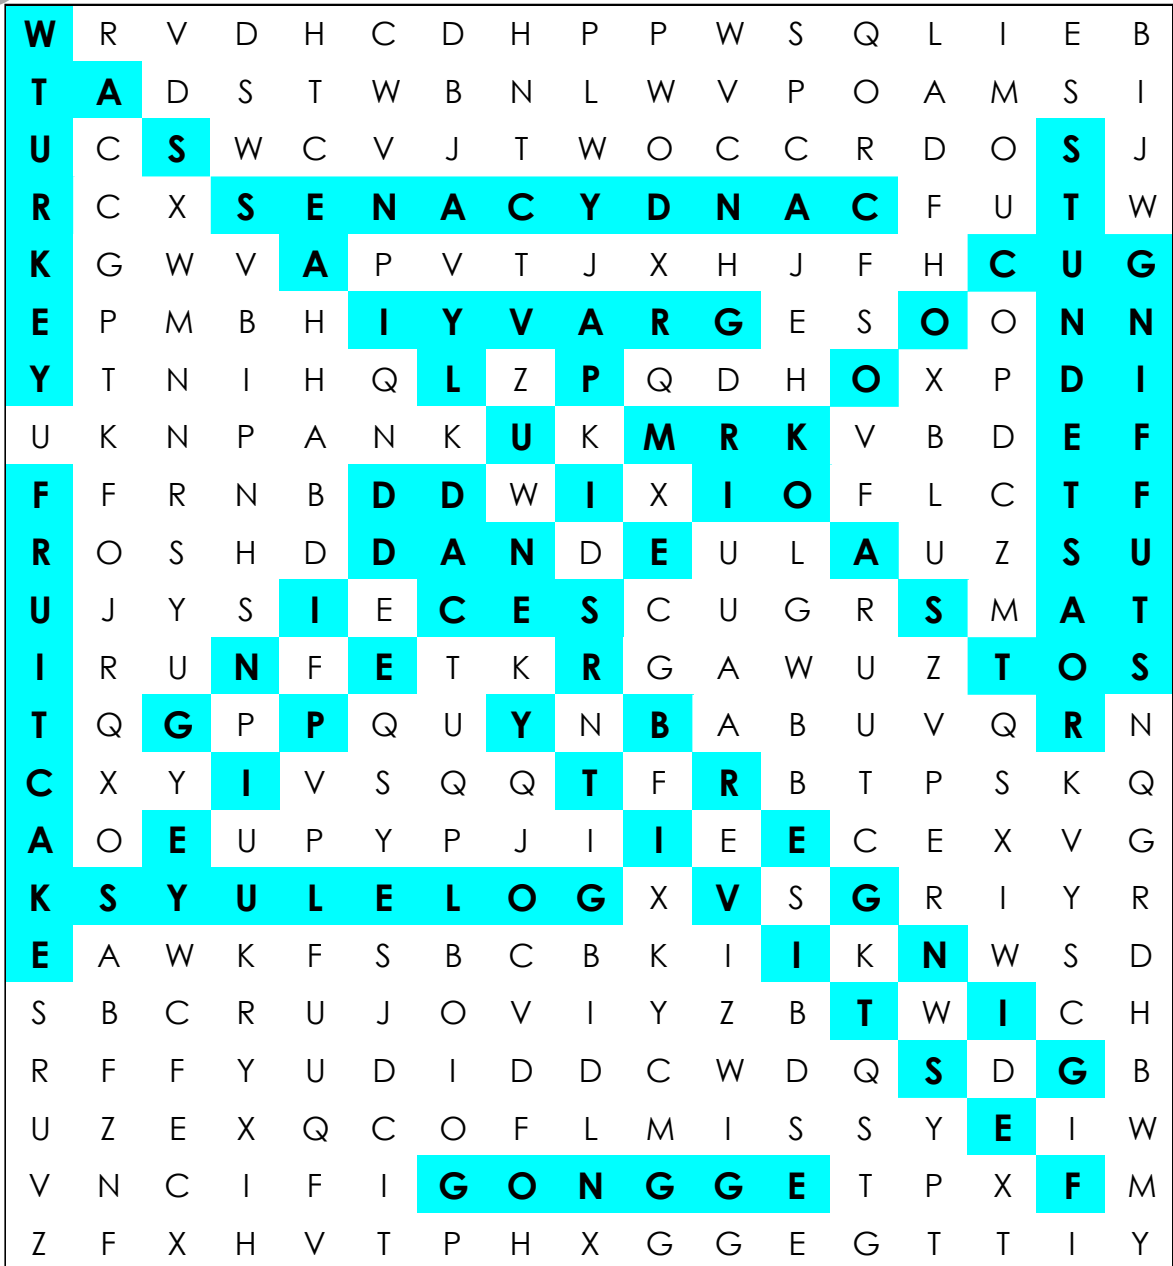 W R V D H C D H P P W S Q L I E B
T A D S T W B N L W V P O A M S I
U C S W C V J T W O C C R D O S J
R C X S E N A C Y D N A C F U T W
K G W V A P V T J X H J F H C U G
E P M B H I Y V A R G E S O O N N
Y T N I H Q L Z P Q D H O X P D I
U K N P A N K U K M R K V B D E F
F F R N B D D W I X I O F L C T F
R O S H D D A N D E U L A U Z S U
U J Y S I E C E S C U G R S M A T
I R U N F E T K R G A W U Z T O S
T Q G P P Q U Y N B A B U V Q R N
C X Y I V S Q Q T F R B T P S K Q
A O E U P Y P J I I E E C E X V G
K S Y U L E L O G X V S G R I Y R
E A W K F S B C B K I I K N W S D
S B C R U J O V I Y Z B T W I C H
R F F Y U D I D D C W D Q S D G B
U Z E X Q C O F L M I S S Y E I W
V N C I F I G O N G G E T P X F M
Z F X H V T P H X G G E G T T I Y